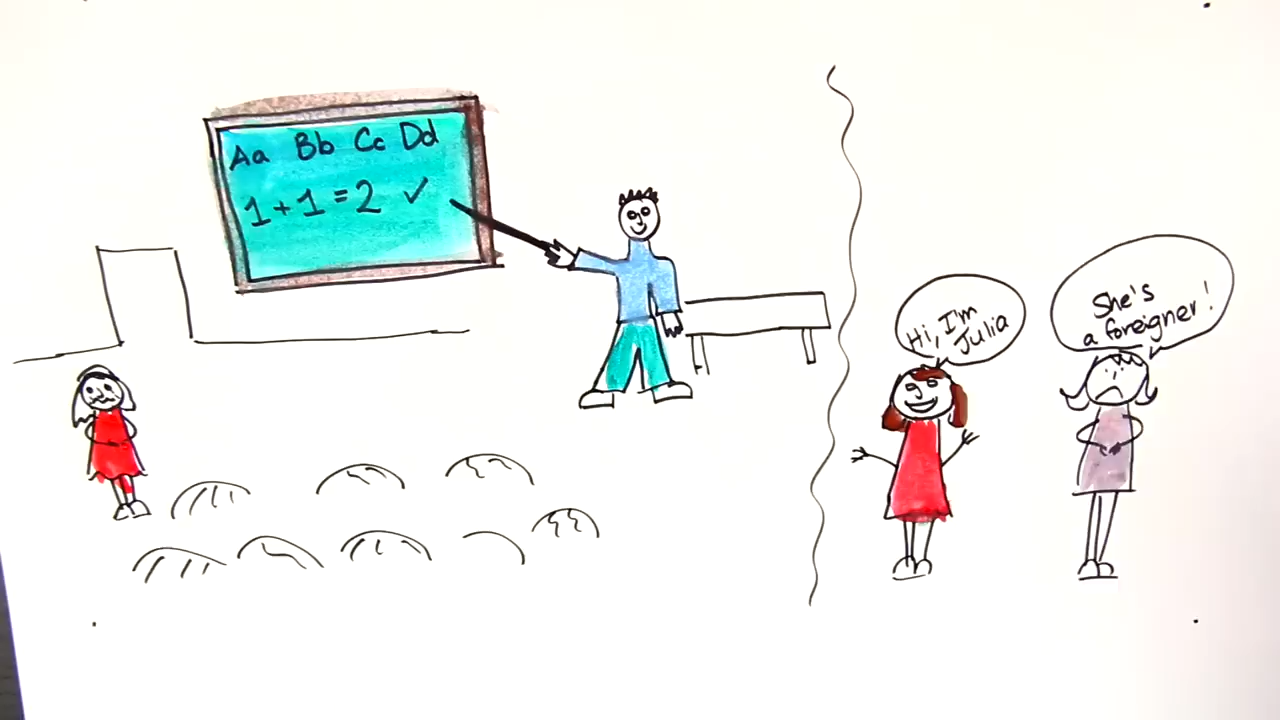 Aa Bb Cc Dd
1+1=2 ✓
Hi, I'm
Julia
She's
a foreigner!